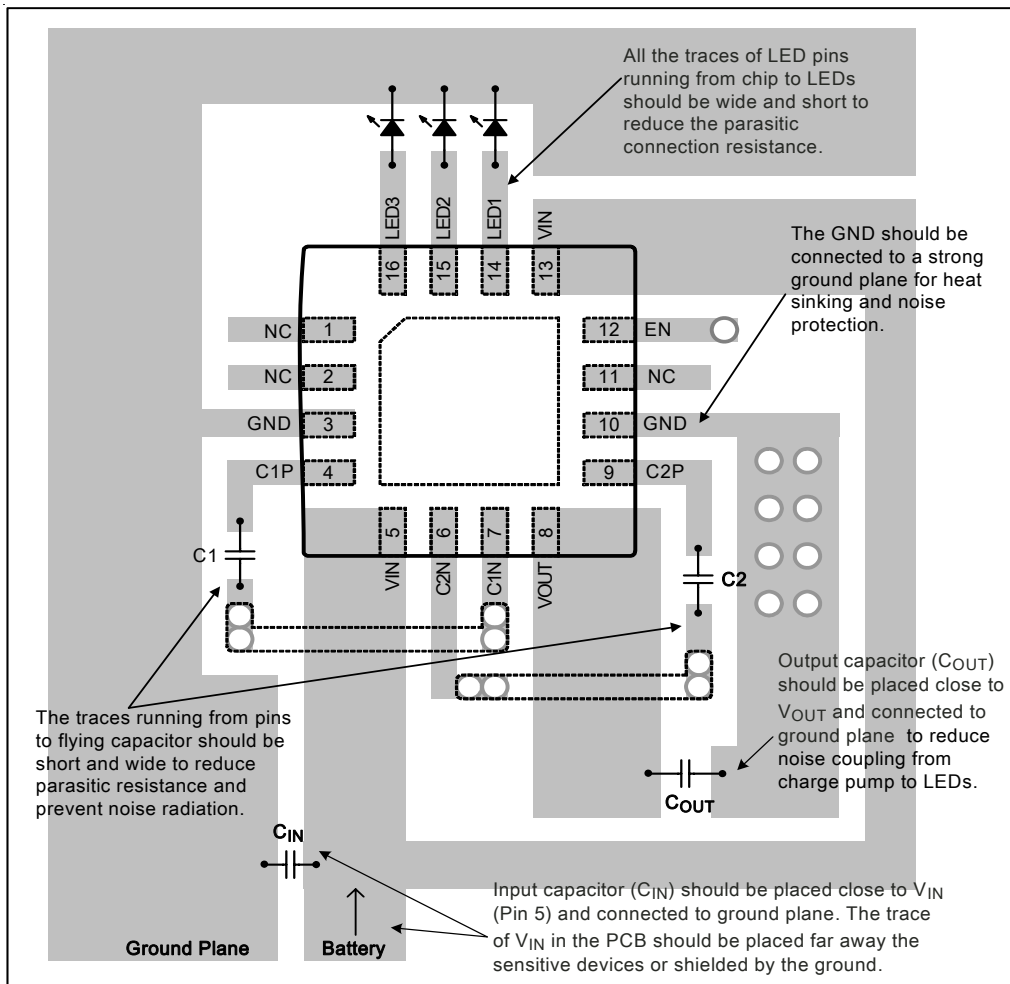 All the traces of LED pins
running from chip to LEDs
should be wide and short to
reduce the parasitic
connection resistance.
LED3
LED2
LED1
VIN
16
15
14
13
The GND should be
connected to a strong
ground plane for heat
sinking and noise
protection.
NC 1
12 EN
NC 2
11 NC
GND 3
10 GND
C1P 4
9 C2P
5
6
7
8
VIN
C2N
C1N
VOUT
C1
C2
Output capacitor (COUT)
should be placed close to
VOUT and connected to
ground plane to reduce
noise coupling from
charge pump to LEDs.
The traces running from pins
to flying capacitor should be
short and wide to reduce
parasitic resistance and
prevent noise radiation.
COUT
CIN
Input capacitor (CIN) should be placed close to VIN
(Pin 5) and connected to ground plane. The trace
of VIN in the PCB should be placed far away the
sensitive devices or shielded by the ground.
Ground Plane
Battery